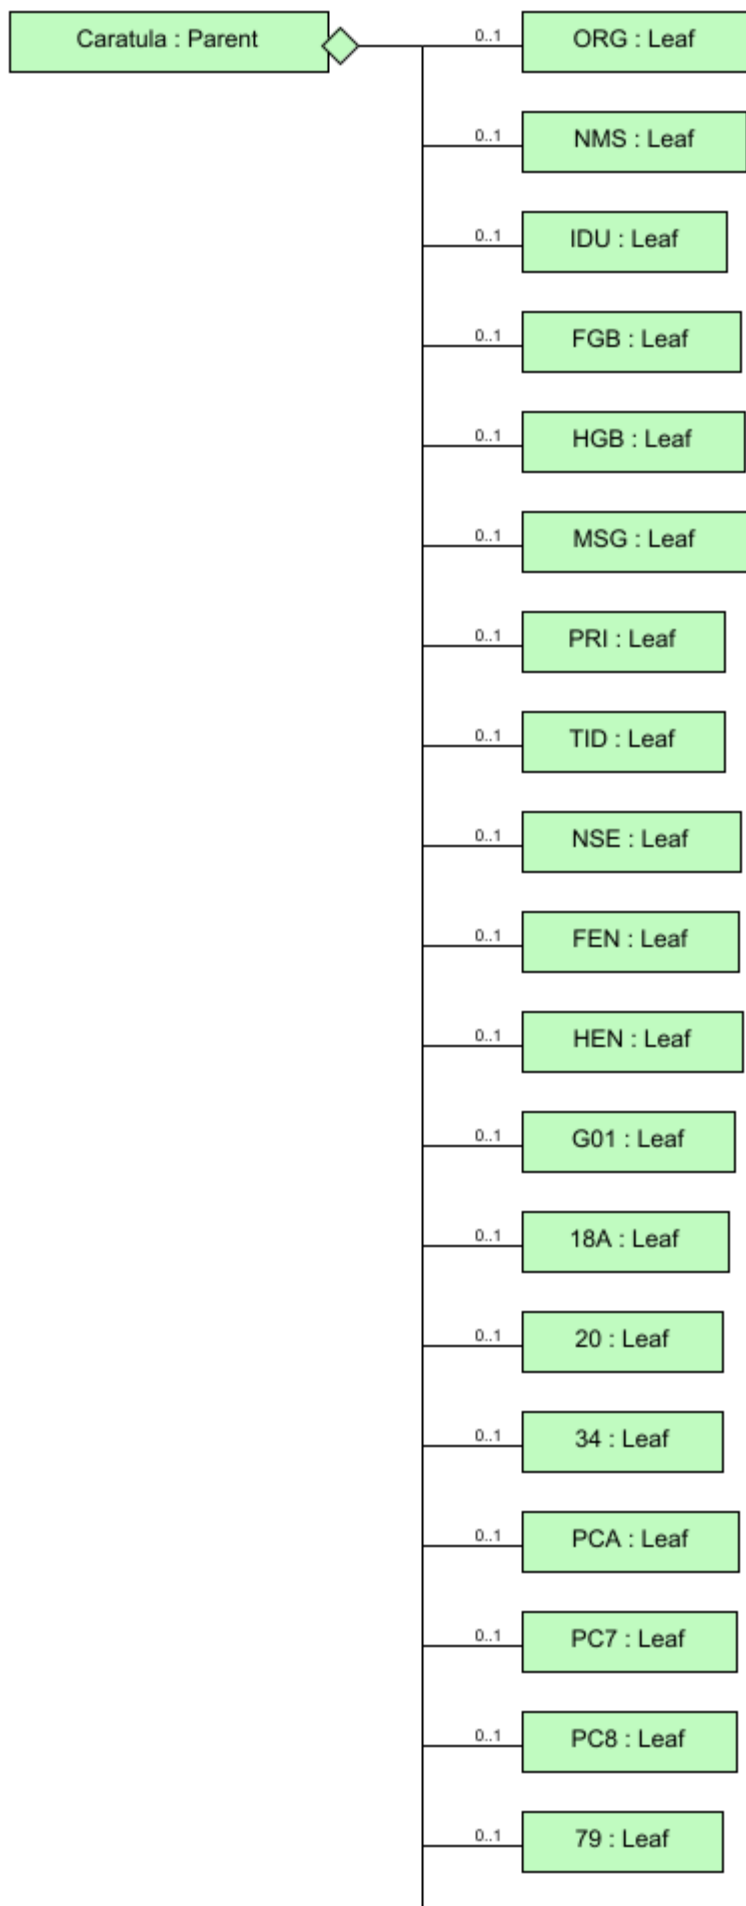 Caratula : Parent
0..1
ORG : Leaf
0..1
NMS : Leaf
0..1
IDU : Leaf
0..1
FGB : Leaf
0..1
HGB : Leaf
0..1
MSG : Leaf
0..1
PRI : Leaf
0..1
TID : Leaf
0..1
NSE : Leaf
0..1
FEN : Leaf
0..1
HEN : Leaf
0..1
G01 : Leaf
0..1
18A : Leaf
0..1
20 : Leaf
0..1
34 : Leaf
0..1
PCA : Leaf
0..1
PC7 : Leaf
0..1
PC8 : Leaf
0..1
79 : Leaf